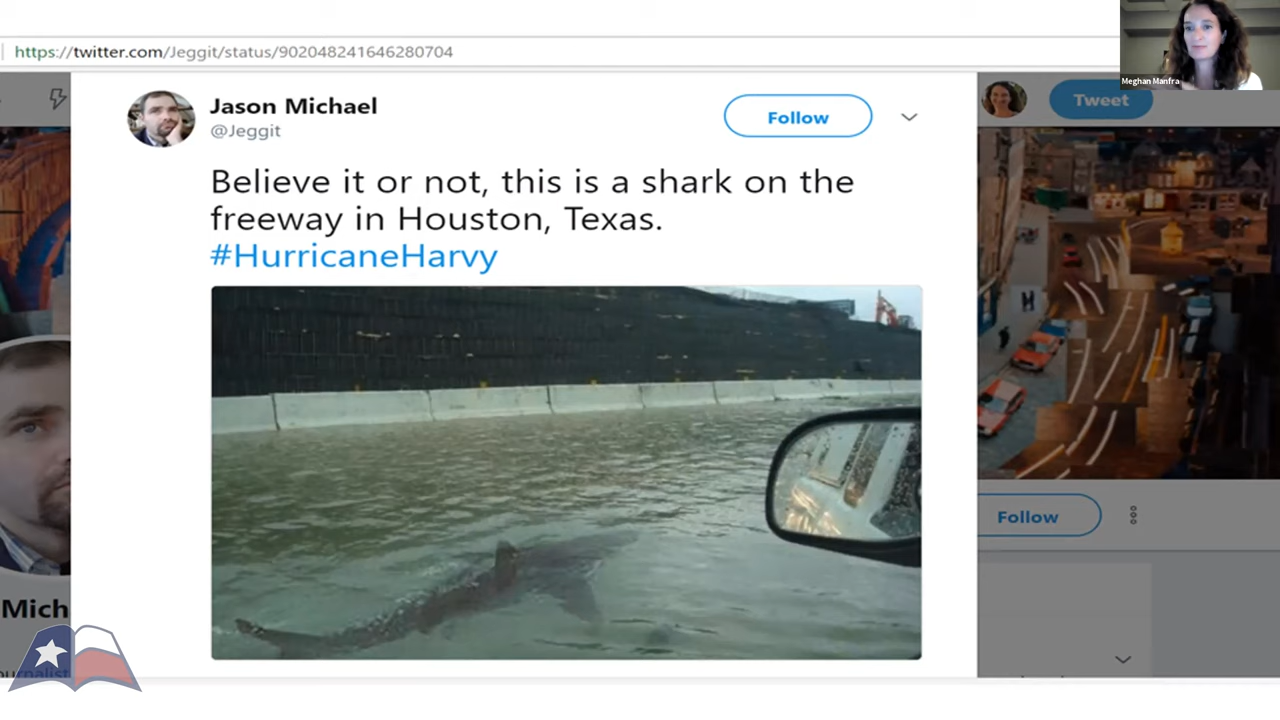 https://twitter.com/Jeggit/status/902048241646280704
Meghan Manfra
Jason Michael
@Jeggit
Follow
Tweet
Believe it or not, this is a shark on the
freeway in Houston, Texas.
#HurricaneHarvy
H
Follow
Mich